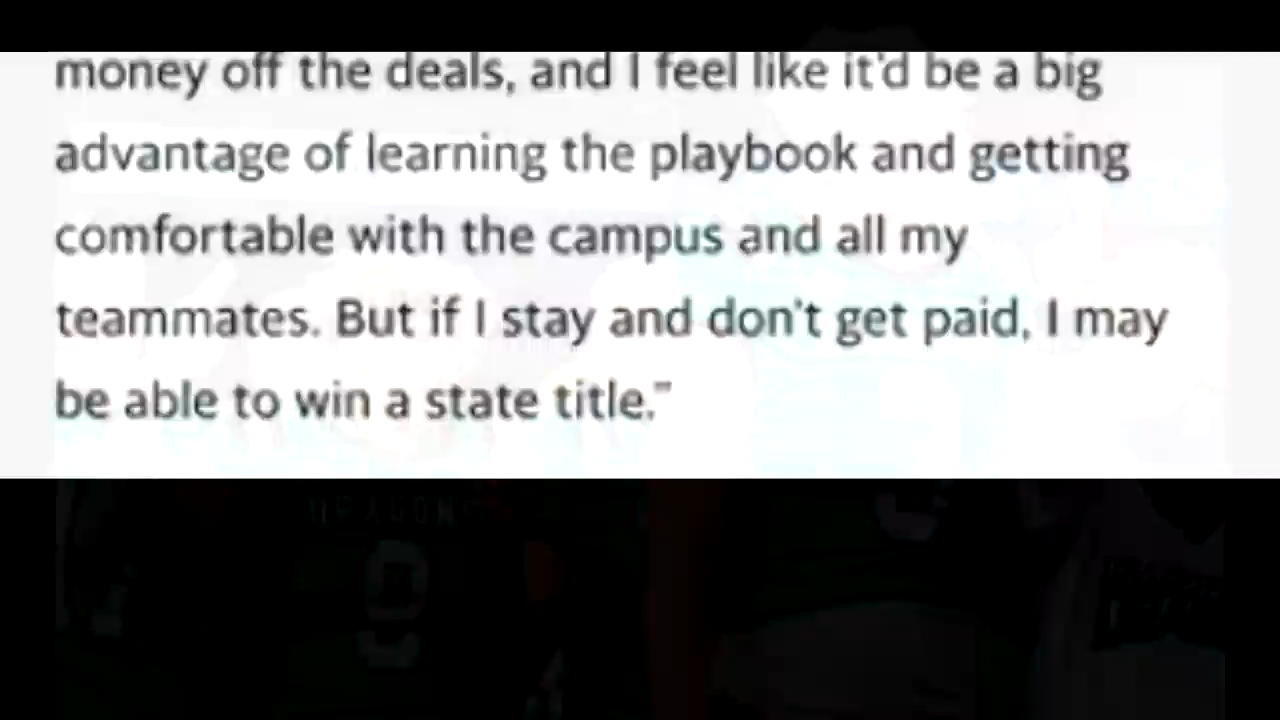 money off the deals, and I feel like it'd be a big
advantage of learning the playbook and getting
comfortable with the campus and all my
teammates. But if I stay and don't get paid, I may
be able to win a state title."
DRAGONS
9